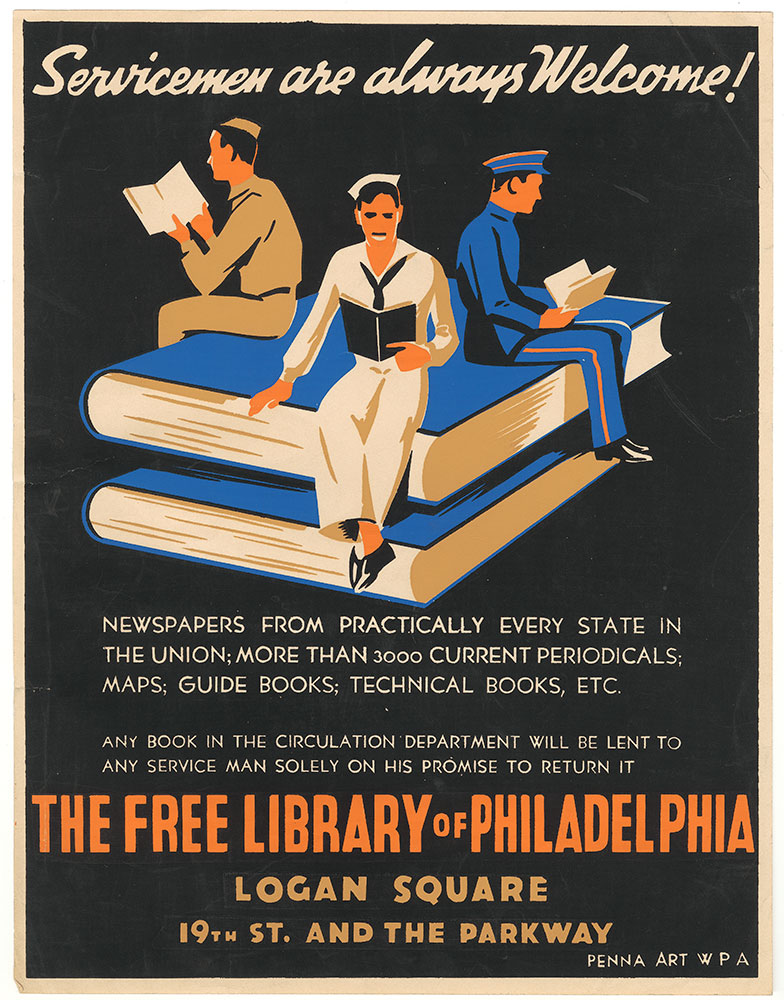 Servicemen are always Welcome!
NEWSPAPERS FROM PRACTICALLY EVERY STATE IN
THE UNION; MORE THAN 3000 CURRENT PERIODICALS;
MAPS; GUIDE BOOKS; TECHNICAL BOOKS, ETC.
ANY BOOK IN THE CIRCULATION DEPARTMENT WILL BE LENT TO
ANY SERVICE MAN SOLELY ON HIS PROMISE TO RETURN IT
THE FREE LIBRARY OF PHILADELPHIA
LOGAN SQUARE
19TH ST. AND THE PARKWAY
PENNA ART W P A